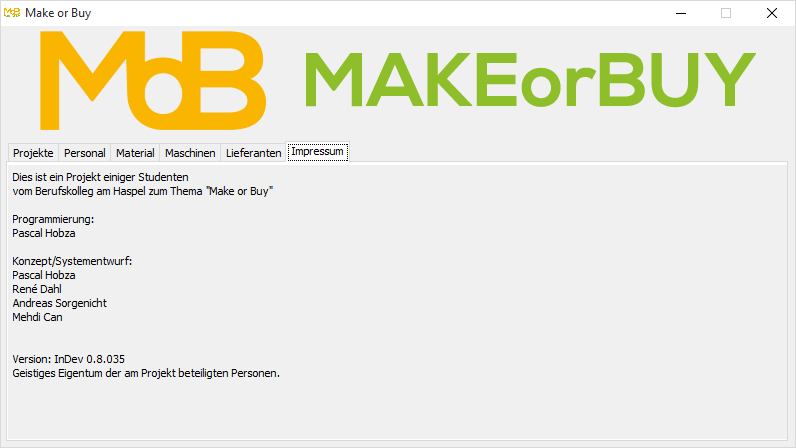 MOB Make or Buy
MoB MAKEorBUY
Projekte Personal Material Maschinen Lieferanten Impressum
Dies ist ein Projekt einiger Studenten
vom Berufskolleg am Haspel zum Thema "Make or Buy"
Programmierung:
Pascal Hobza
Konzept/Systementwurf:
Pascal Hobza
René Dahl
Andreas Sorgenicht
Mehdi Can
Version: InDev 0.8.035
Geistiges Eigentum der am Projekt beteiligten Personen.